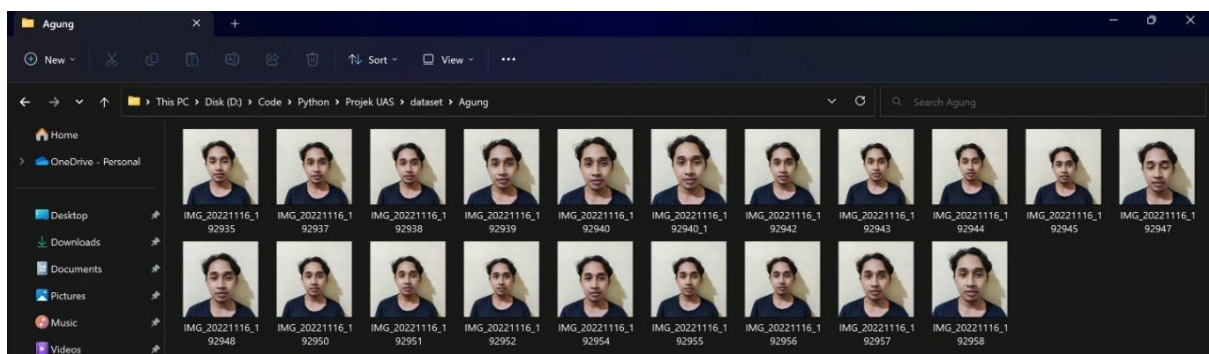 Agung
New
Sort
View
This PC > Disk (D:) > Code > Python > Projek UAS > dataset > Agung
Search Agung
Home
OneDrive - Personal
Desktop
Downloads
Documents
Pictures
Music
Videos
IMG_20221116_1
92935
IMG_20221116_1
92937
IMG_20221116_1
92938
IMG_20221116_1
92939
IMG_20221116_1
92940
IMG_20221116_1
92940_1
IMG_20221116_1
92942
IMG_20221116_1
92943
IMG_20221116_1
92944
IMG_20221116_1
92945
IMG_20221116_1
92947
IMG_20221116_1
92948
IMG_20221116_1
92950
IMG_20221116_1
92951
IMG_20221116_1
92952
IMG_20221116_1
92954
IMG_20221116_1
92955
IMG_20221116_1
92956
IMG_20221116_1
92957
IMG_20221116_1
92958